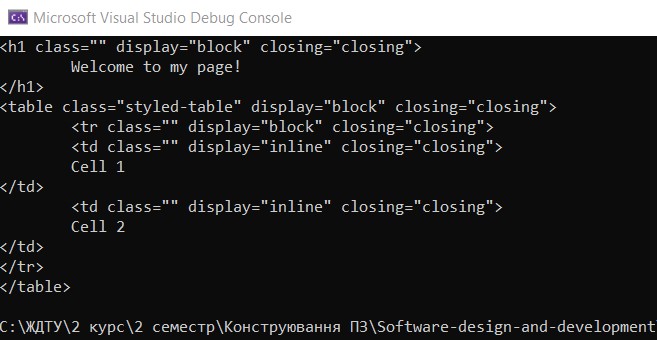 C:\ Microsoft Visual Studio Debug Console
<h1 class="" display="block" closing="closing">
        Welcome to my page!
</h1>
<table class="styled-table" display="block" closing="closing">
        <tr class="" display="block" closing="closing">
        <td class="" display="inline" closing="closing">
        Cell 1
</td>
        <td class="" display="inline" closing="closing">
        Cell 2
</td>
</tr>
</table>
C:\ЖДТУ\2 курс\2 семестр\Конструювання ПЗ\Software-design-and-development